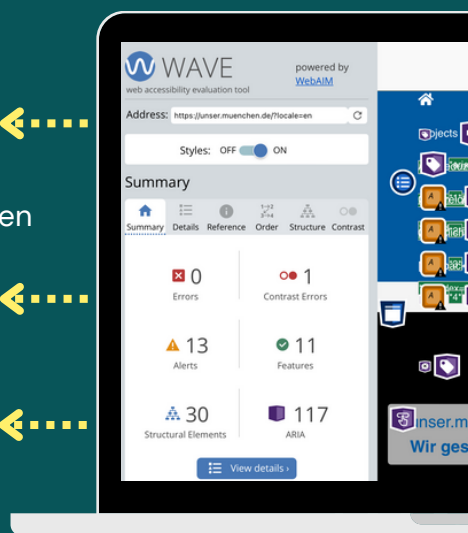 WAVE
web accessibility evaluation tool
powered by
WebAIM
Address: https://unser.muenchen.de/?locale=en
Styles: OFF ON
Summary
Summary Details Reference Order Structure Contrast
0
Errors
1
Contrast Errors
13
Alerts
11
Features
30
Structural Elements
117
ARIA
View details ›
en
Wir ges